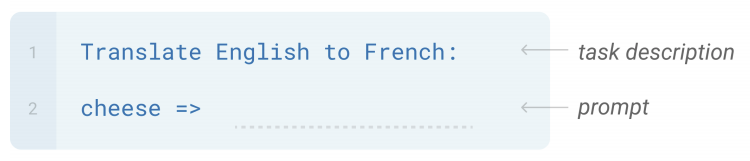 1 Translate English to French: task description
2 cheese => prompt